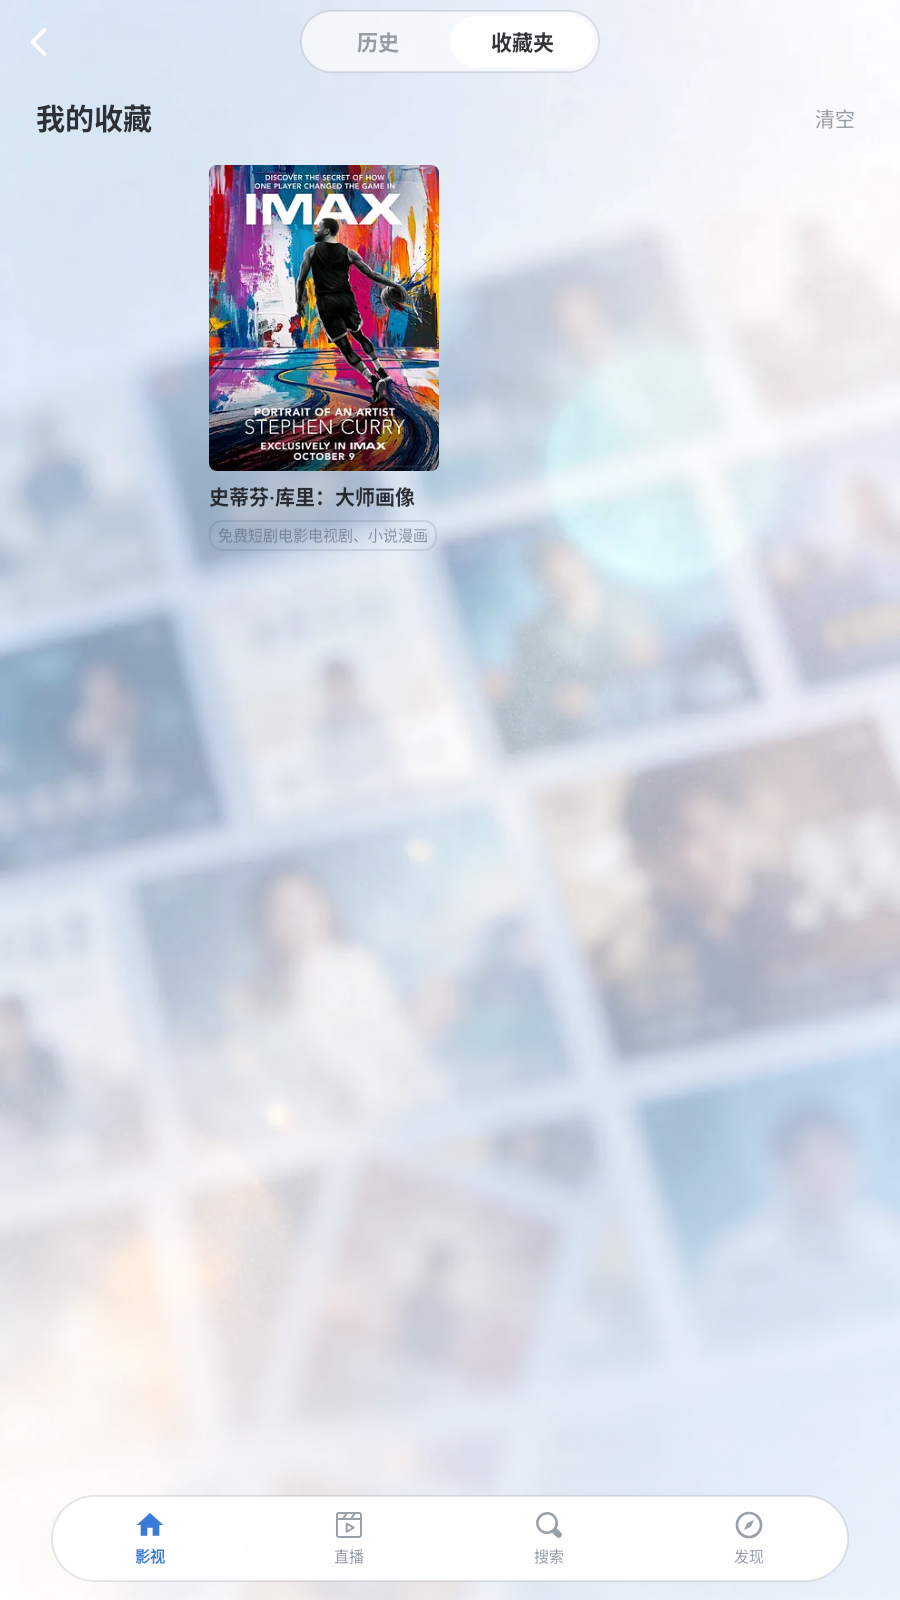 历史
收藏夹
我的收藏
清空
DISCOVER THE SECRET OF HOW
ONE PLAYER CHANGED THE GAME IN
IMAX
PORTRAIT OF AN ARTIST
STEPHEN CURRY
EXCLUSIVELY IN IMAX
OCTOBER 9
史蒂芬·库里：大师画像
免费短剧电影电视剧、小说漫画
影视
直播
搜索
发现